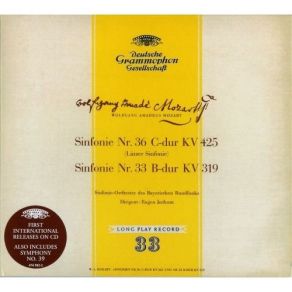 Deutsche
Grammophon
Gesellschaft
Wolfgang Amadè Mozart
WOLFGANG AMADEUS MOZART
Sinfonie Nr. 36 C-dur KV 425
(Linzer Sinfonie)
Sinfonie Nr. 33 B-dur KV 319
Sinfonie-Orchester des Bayerischen Rundfunks
Dirigent: Eugen Jochum
LONG PLAY RECORD
33
FIRST
INTERNATIONAL
RELEASES ON CD
ALSO INCLUDES
SYMPHONY
NO. 39